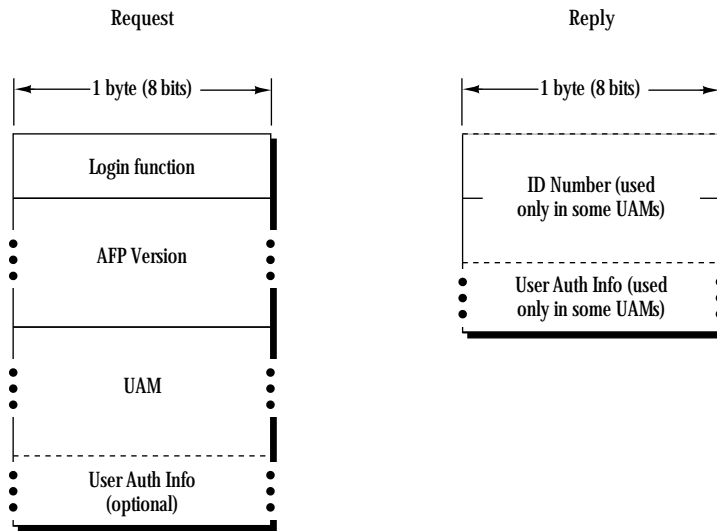 Request
1 byte (8 bits)
Login function
AFP Version
UAM
User Auth Info
(optional)
Reply
1 byte (8 bits)
ID Number (used
only in some UAMs)
User Auth Info (used
only in some UAMs)